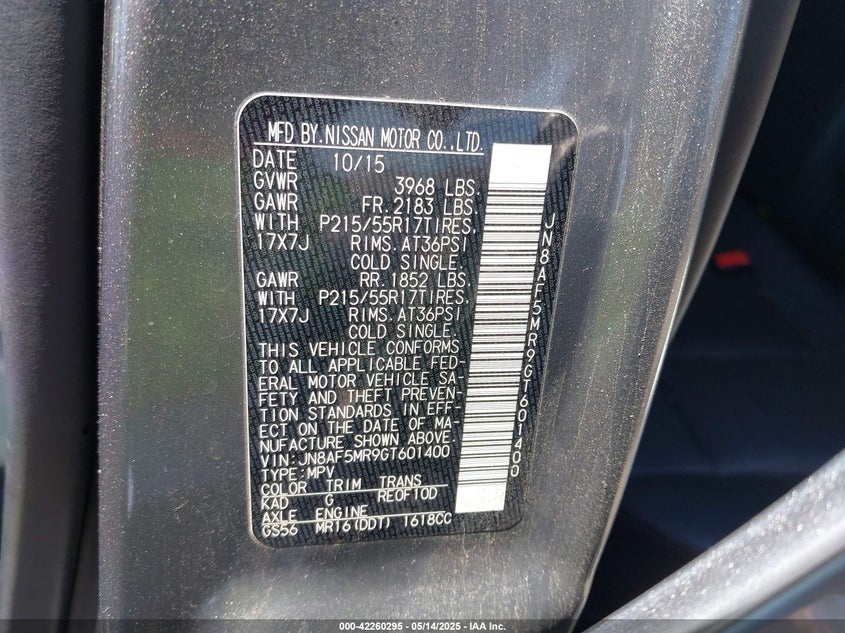 MFD BY.NISSAN MOTOR CO.,LTD.
DATE 10/15
GVWR 3968 LBS.
GAWR FR.2183 LBS.
WITH P215/55R17TIRES,
17X7J RIMS.AT36PSI
COLD SINGLE.
GAWR RR.1852 LBS.
WITH P215/55R17TIRES,
17X7J RIMS.AT36PSI
COLD SINGLE.
THIS VEHICLE CONFORMS
TO ALL APPLICABLE FED-
ERAL MOTOR VEHICLE SA-
FETY AND THEFT PREVEN-
TION STANDARDS IN EFF-
ECT ON THE DATE OF MA-
NUFACTURE SHOWN ABOVE.
VIN:JN8AF5MR9GT601400
TYPE:MPV
COLOR TRIM TRANS
KAD G REOF10D
AXLE ENGINE
GS56 MR16(DDT) 1618CC
JN8AF5MR9GT601400
000-42260295 - 05/14/2025 - IAA Inc.